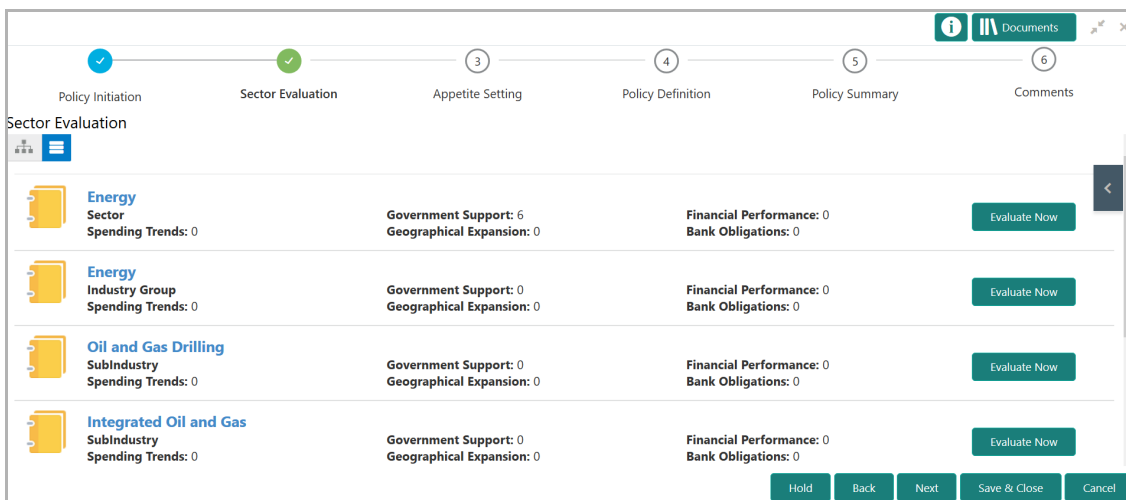 Documents
3 4 5 6
Policy Initiation Sector Evaluation Appetite Setting Policy Definition Policy Summary Comments
Sector Evaluation
Energy
Sector Government Support: 6 Financial Performance: 0 Evaluate Now
Spending Trends: 0 Geographical Expansion: 0 Bank Obligations: 0
Energy
Industry Group Government Support: 0 Financial Performance: 0 Evaluate Now
Spending Trends: 0 Geographical Expansion: 0 Bank Obligations: 0
Oil and Gas Drilling
SubIndustry Government Support: 0 Financial Performance: 0 Evaluate Now
Spending Trends: 0 Geographical Expansion: 0 Bank Obligations: 0
Integrated Oil and Gas
SubIndustry Government Support: 0 Financial Performance: 0 Evaluate Now
Spending Trends: 0 Geographical Expansion: 0 Bank Obligations: 0
Hold Back Next Save & Close Cancel